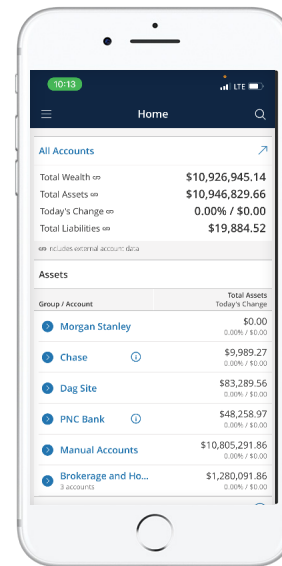 10:13
LTE
Home
All Accounts
Total Wealth $10,926,945.14
Total Assets $10,946,829.66
Today's Change 0.00% / $0.00
Total Liabilities $19,884.52
includes external account data
Assets
Total Assets
Group / Account Today's Change
Morgan Stanley $0.00
0.00% / $0.00
Chase $9,989.27
0.00% / $0.00
Dag Site $83,289.56
0.00% / $0.00
PNC Bank $48,258.97
0.00% / $0.00
Manual Accounts $10,805,291.86
0.00% / $0.00
Brokerage and Ho... $1,280,091.86
3 accounts 0.00% / $0.00